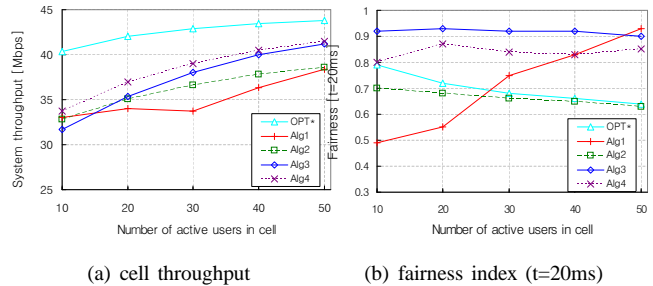 System throughput [Mbps]
45
40
35
30
25
10 20 30 40 50
Number of active users in cell
OPT*
Alg1
Alg2
Alg3
Alg4
(a) cell throughput
Fairness [t=20ms]
1
0.9
0.8
0.7
0.6
0.5
0.4
0.3
10 20 30 40 50
Number of active users in cell
OPT*
Alg1
Alg2
Alg3
Alg4
(b) fairness index (t=20ms)